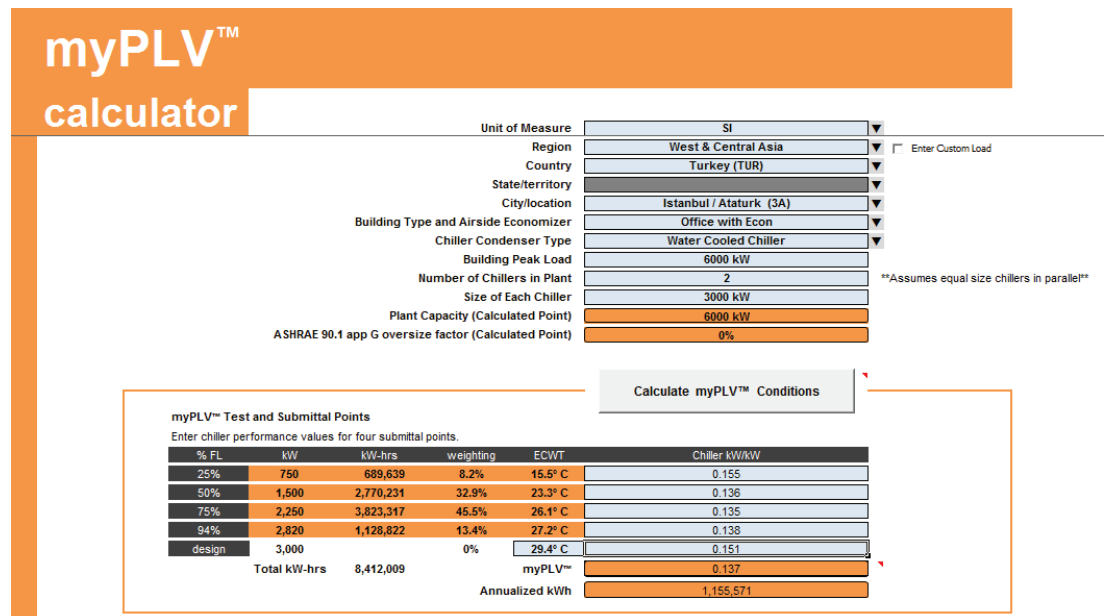 myPLV™
calculator
Unit of Measure SI
Region West & Central Asia Enter Custom Load
Country Turkey (TUR)
State/territory
City/location Istanbul / Ataturk (3A)
Building Type and Airside Economizer Office with Econ
Chiller Condenser Type Water Cooled Chiller
Building Peak Load 6000 kW
Number of Chillers in Plant 2 **Assumes equal size chillers in parallel**
Size of Each Chiller 3000 kW
Plant Capacity (Calculated Point) 6000 kW
ASHRAE 90.1 app G oversize factor (Calculated Point) 0%
Calculate myPLV™ Conditions
myPLV™ Test and Submittal Points
Enter chiller performance values for four submittal points.
% FL kW kW-hrs weighting ECWT Chiller kW/kW
25% 750 689,639 8.2% 15.5° C 0.155
50% 1,500 2,770,231 32.9% 23.3° C 0.136
75% 2,250 3,823,317 45.5% 26.1° C 0.135
94% 2,820 1,128,822 13.4% 27.2° C 0.138
design 3,000 0% 29.4° C 0.151
Total kW-hrs 8,412,009 myPLV™ 0.137
Annualized kWh 1,155,571